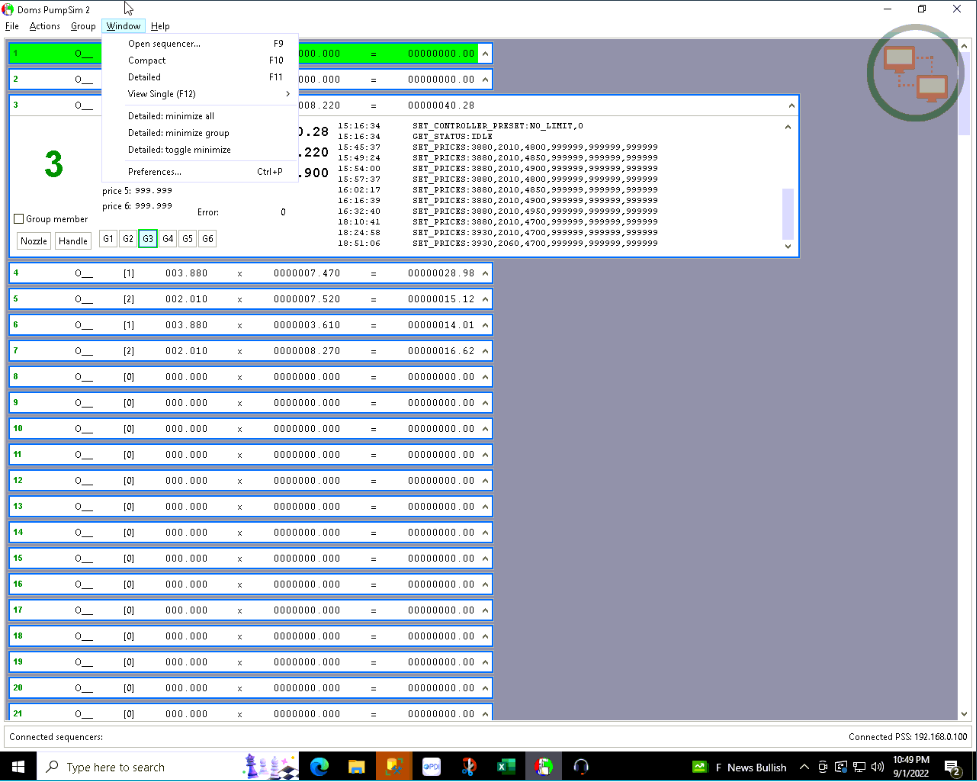 Doms PumpSim 2
File Actions Group Window Help
1 O__ 000.000 = 00000000.00
Open sequencer... F9
Compact F10
2 O__ 000.000 = 00000000.00
Detailed F11
View Single (F12)
3 O__ 08.220 = 00000040.28
Detailed: minimize all
Detailed: minimize group
Detailed: toggle minimize
Preferences... Ctrl+P
3
0.28
.220
.900
price 5: 999.999
price 6: 999.999
Error: 0
Group member
Nozzle Handle G1 G2 G3 G4 G5 G6
15:16:34 SET_CONTROLLER_PRESET:NO_LIMIT,0
15:16:34 GET_STATUS:IDLE
15:45:37 SET_PRICES:3880,2010,4800,999999,999999,999999
15:49:24 SET_PRICES:3880,2010,4850,999999,999999,999999
15:54:00 SET_PRICES:3880,2010,4900,999999,999999,999999
15:57:37 SET_PRICES:3880,2010,4850,999999,999999,999999
16:02:17 SET_PRICES:3880,2010,4850,999999,999999,999999
16:16:39 SET_PRICES:3880,2010,4900,999999,999999,999999
16:32:40 SET_PRICES:3880,2010,4950,999999,999999,999999
18:10:41 SET_PRICES:3880,2010,4700,999999,999999,999999
18:24:58 SET_PRICES:3930,2010,4700,999999,999999,999999
18:51:06 SET_PRICES:3930,2060,4700,999999,999999,999999
4 O__ [1] 003.880 x 0000007.470 = 00000028.98
5 O__ [2] 002.010 x 0000007.520 = 00000015.12
6 O__ [1] 003.880 x 0000003.610 = 00000014.01
7 O__ [2] 002.010 x 0000008.270 = 00000016.62
8 O__ [0] 000.000 x 0000000.000 = 00000000.00
9 O__ [0] 000.000 x 0000000.000 = 00000000.00
10 O__ [0] 000.000 x 0000000.000 = 00000000.00
11 O__ [0] 000.000 x 0000000.000 = 00000000.00
12 O__ [0] 000.000 x 0000000.000 = 00000000.00
13 O__ [0] 000.000 x 0000000.000 = 00000000.00
14 O__ [0] 000.000 x 0000000.000 = 00000000.00
15 O__ [0] 000.000 x 0000000.000 = 00000000.00
16 O__ [0] 000.000 x 0000000.000 = 00000000.00
17 O__ [0] 000.000 x 0000000.000 = 00000000.00
18 O__ [0] 000.000 x 0000000.000 = 00000000.00
19 O__ [0] 000.000 x 0000000.000 = 00000000.00
20 O__ [0] 000.000 x 0000000.000 = 00000000.00
21 O__ [0] 000.000 x 0000000.000 = 00000000.00
Connected sequencers: Connected PSS: 192.168.0.100
Type here to search F News Bullish 10:49 PM
9/1/2022
2